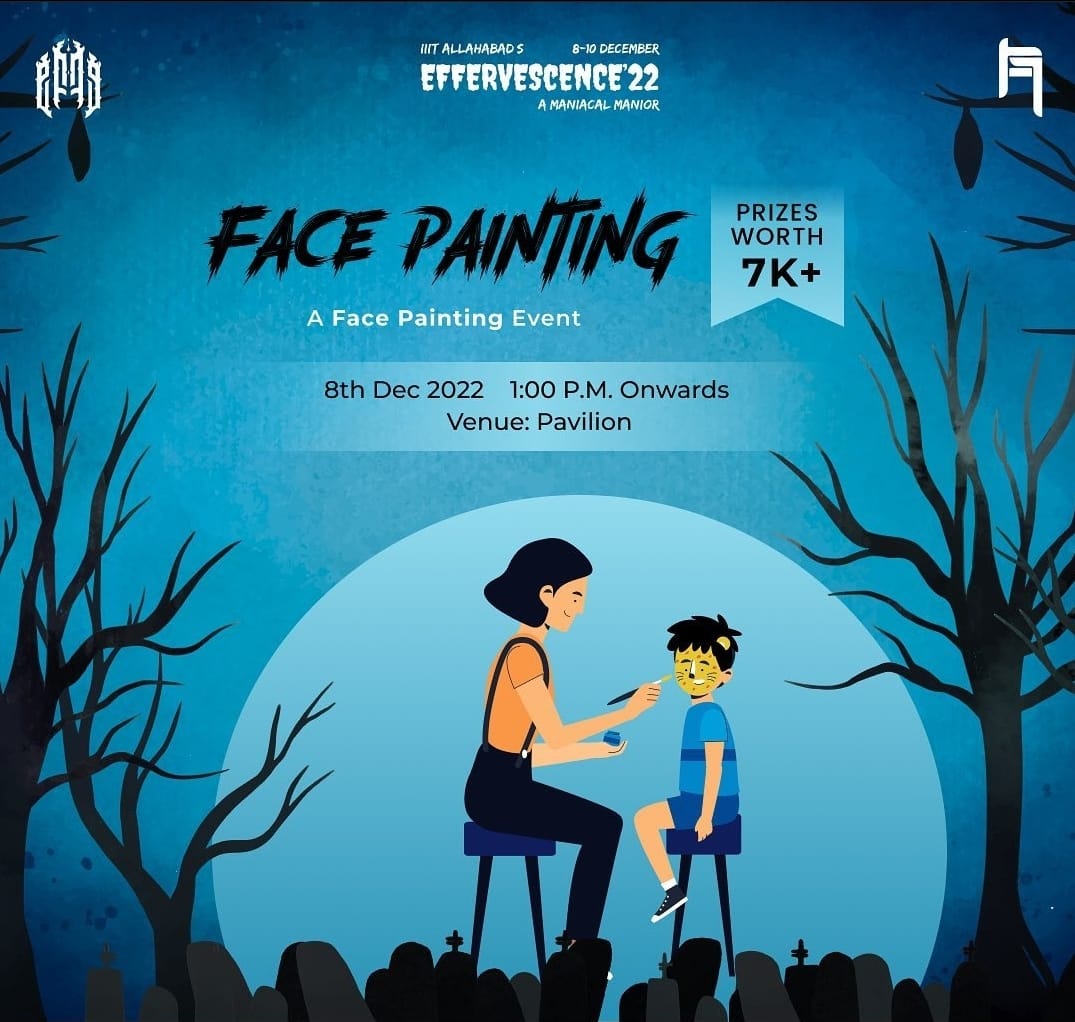 IIIT ALLAHABAD S 8-10 DECEMBER
EFFERVESCENCE'22
A MANIACAL MANIOR
FACE PAINTING
PRIZES
WORTH
7K+
A Face Painting Event
8th Dec 2022 1:00 P.M. Onwards
Venue: Pavilion